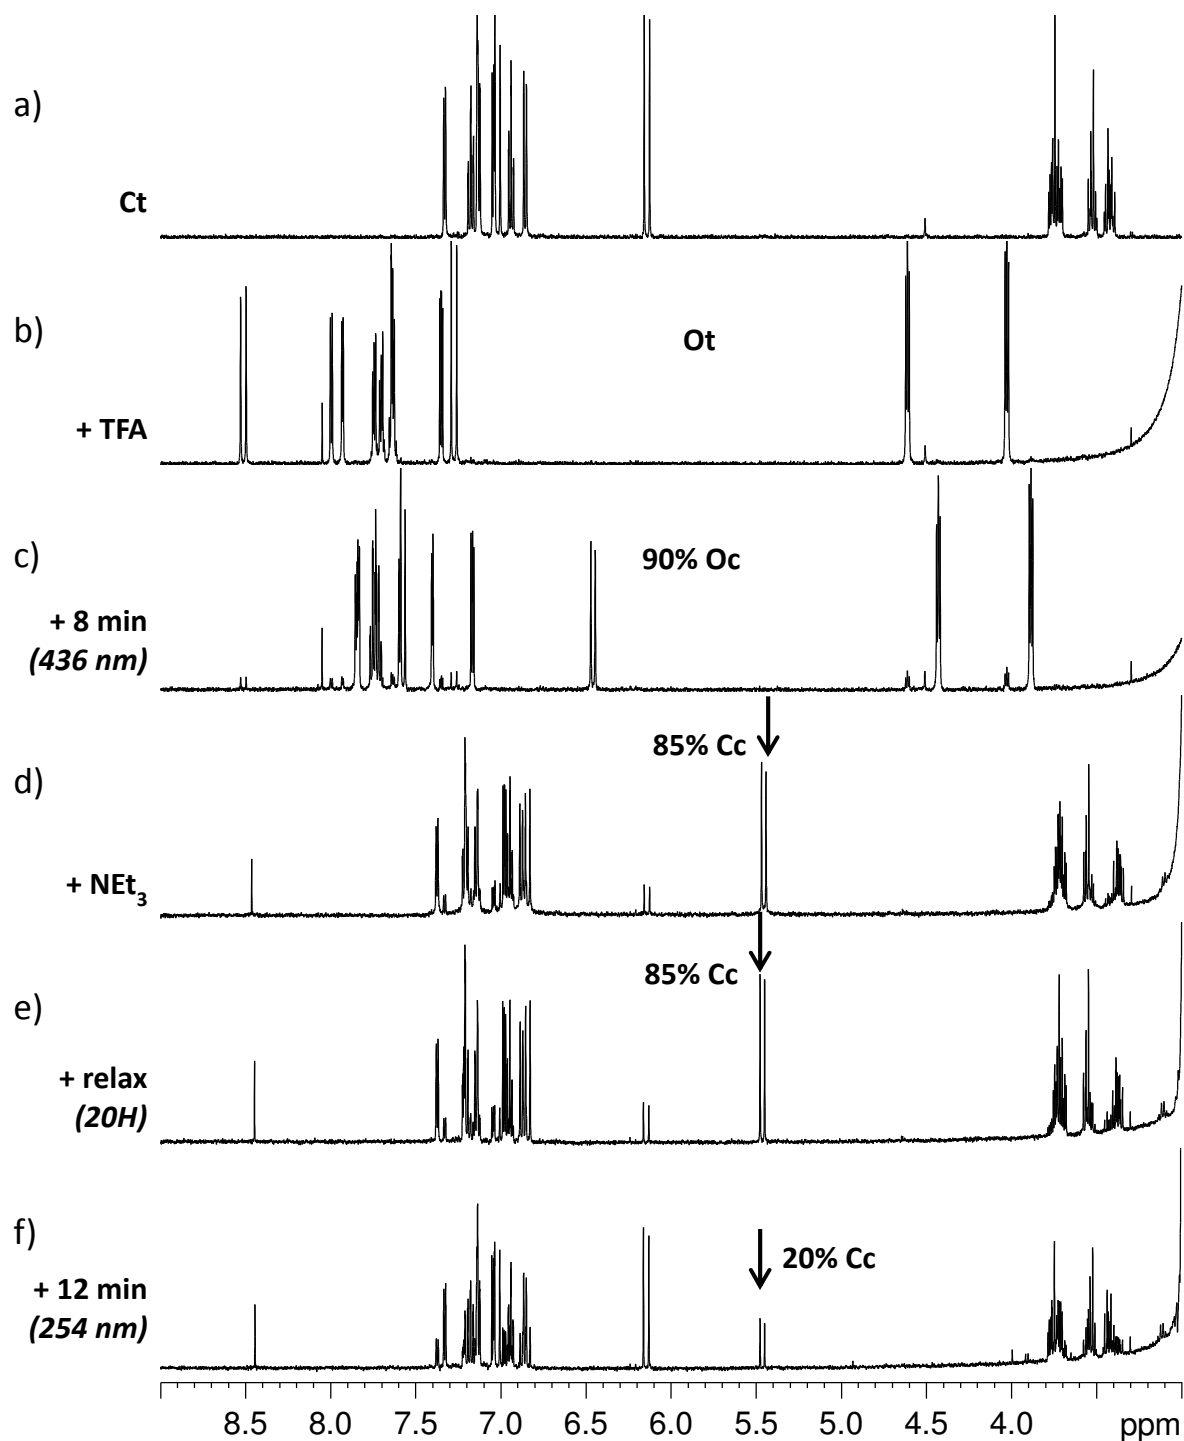 a)
Ct
b)
Ot
+ TFA
c)
90% Oc
+ 8 min
(436 nm)
85% Cc
d)
+ NEt3
85% Cc
e)
+ relax
(20H)
f)
20% Cc
+ 12 min
(254 nm)
8.5 8.0 7.5 7.0 6.5 6.0 5.5 5.0 4.5 4.0 ppm